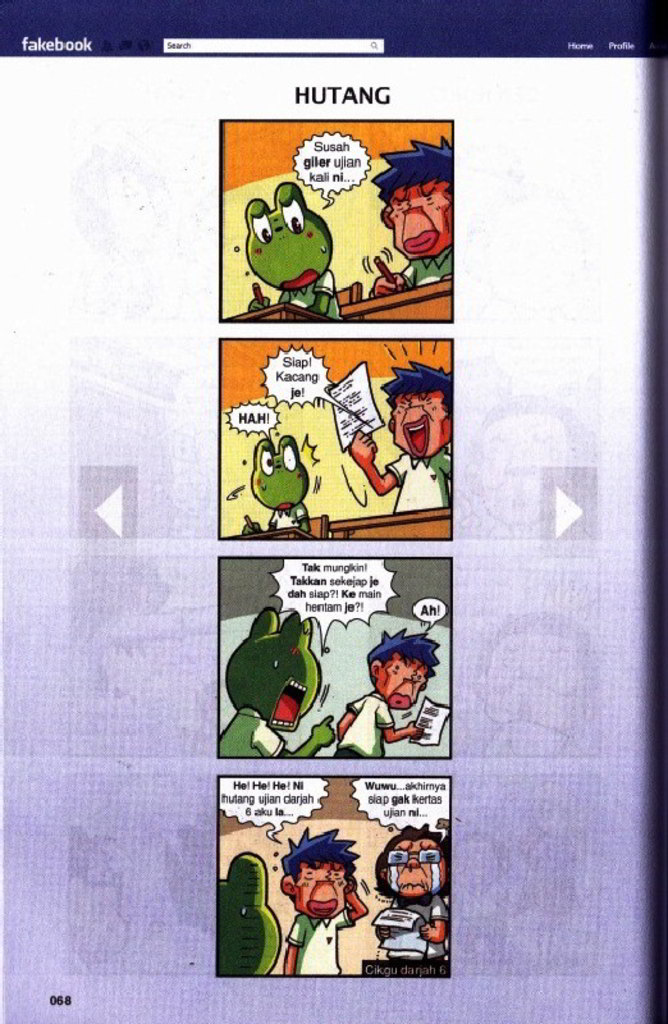 fakebook
Search
Home Profile
HUTANG
Susah
giler ujian
kali ni...
Siap!
Kacang
je!
HAH!
Tak mungkin!
Takkan sekejap je
dah siap?! Ke main
hentam je?!
Ah!
He! He! He! Ni
hutang ujian darjah
6 aku la...
Wuwu...akhirnya
siap gak kertas
ujian ni...
Cikgu darjah 6
068